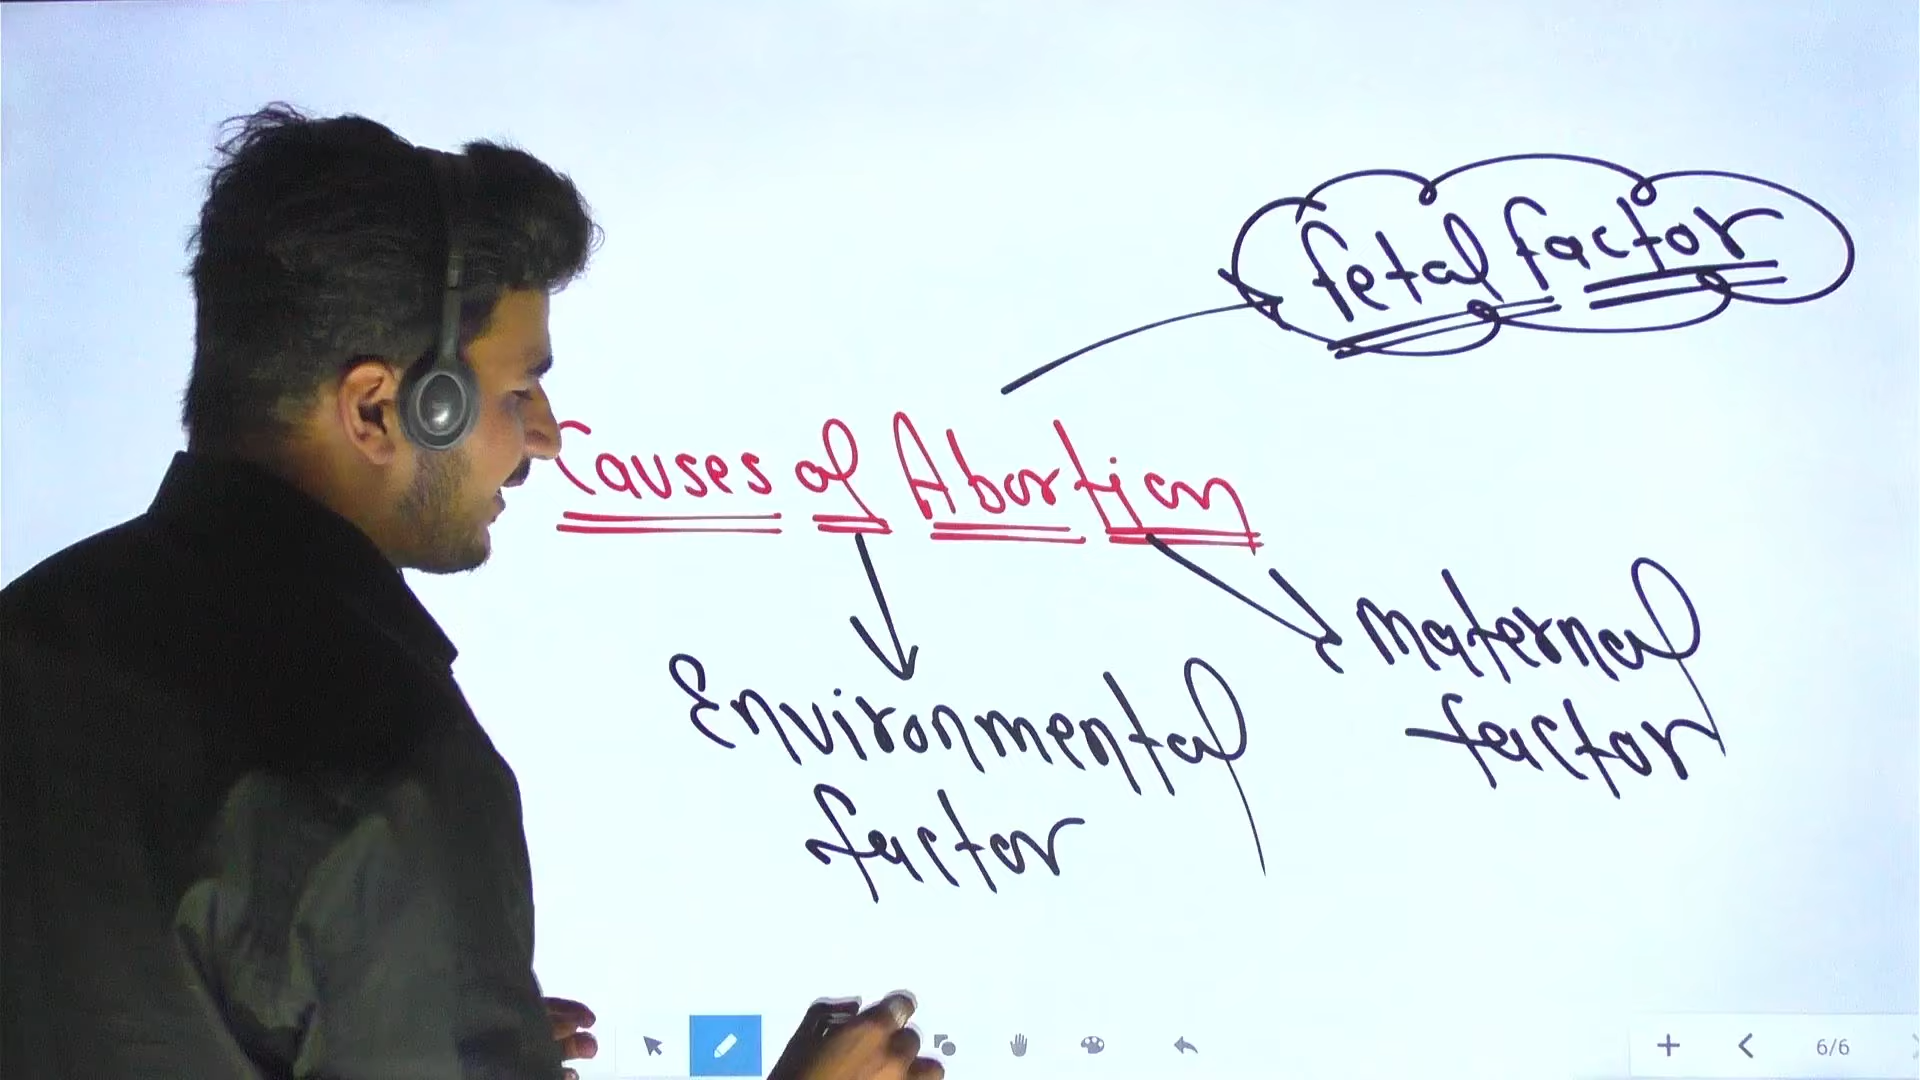 fetal factor
Causes of Abortion
Maternal
factor
Environmental
factor
6/6